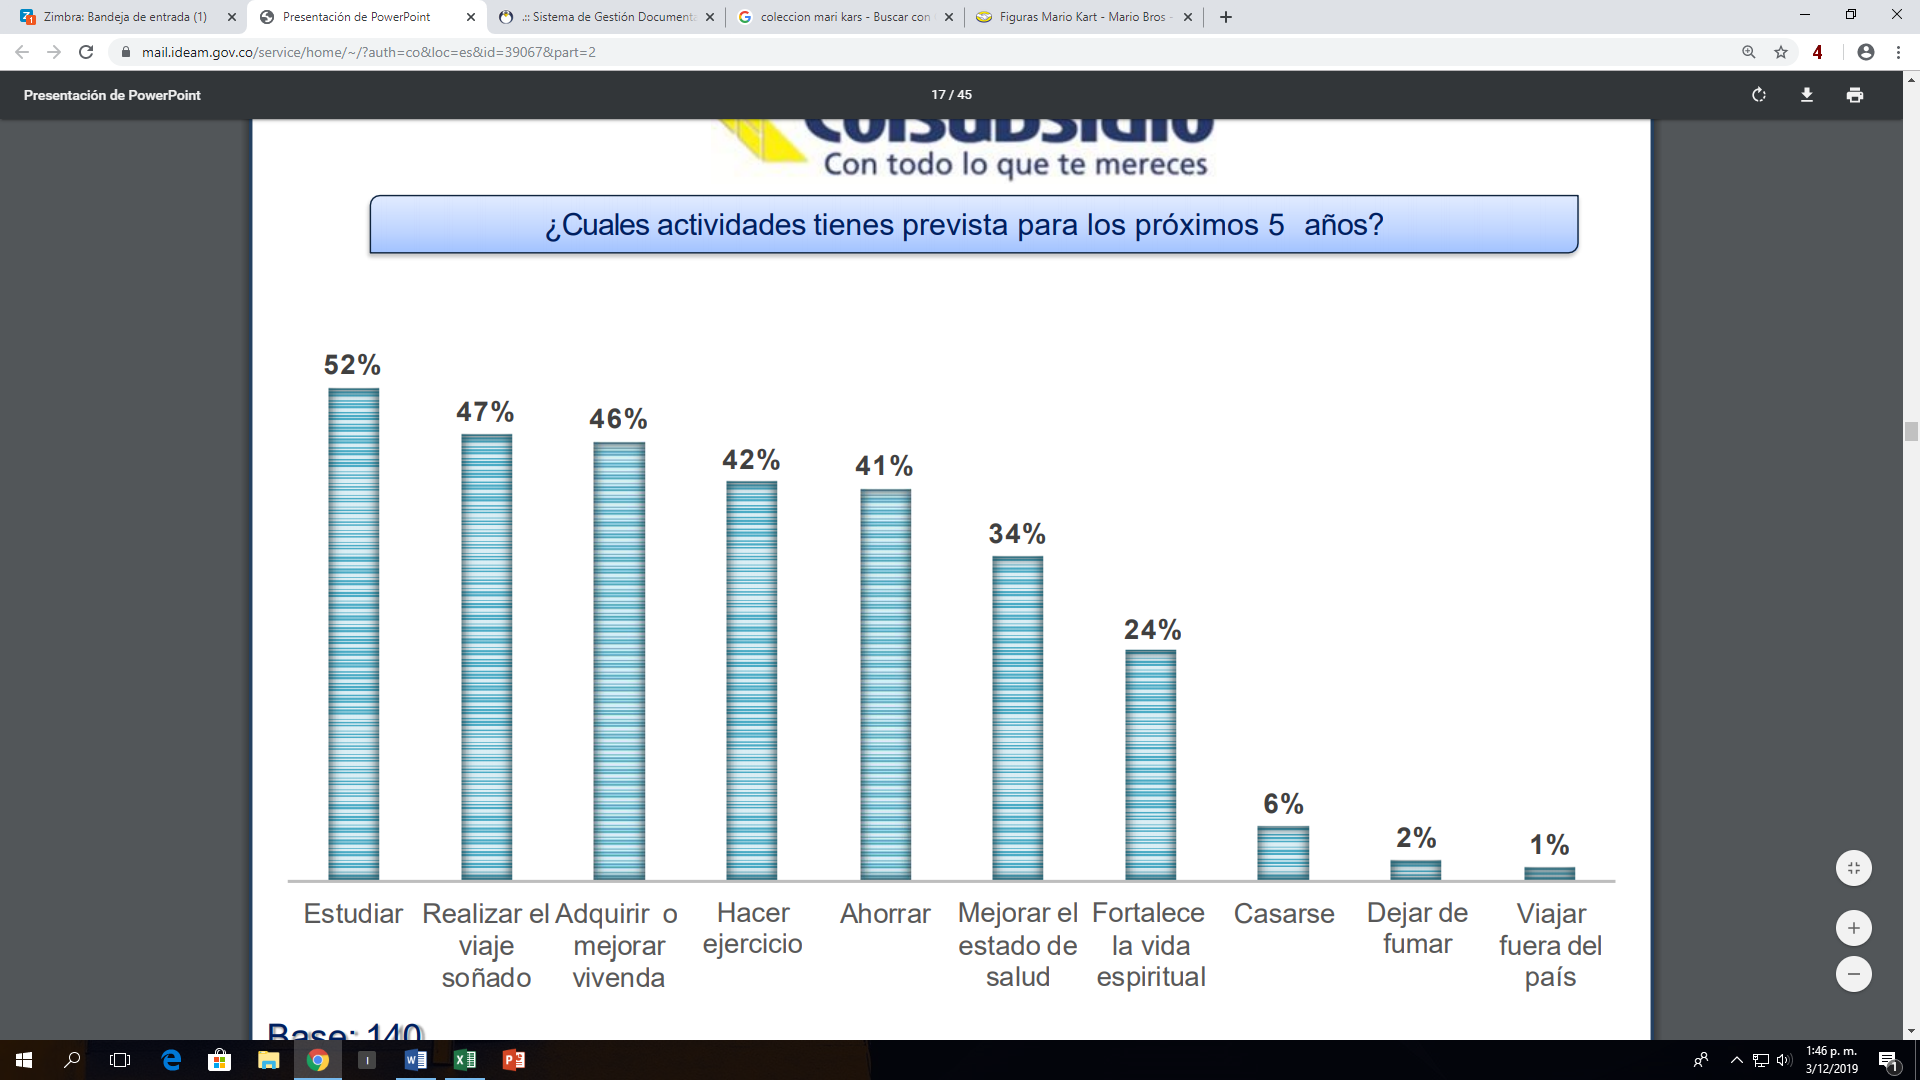 Zimbra: Bandeja de entrada (1)
Presentación de PowerPoint
.:: Sistema de Gestión Documenta
coleccion mari kars - Buscar con
Figuras Mario Kart - Mario Bros -
mail.ideam.gov.co/service/home/~/?auth=co&loc=es&id=39067&part=2
4
Presentación de PowerPoint
17 / 45
Colsubsidio
Con todo lo que te mereces
¿Cuales actividades tienes prevista para los próximos 5 años?
52%
47%
46%
42%
41%
34%
24%
6%
2%
1%
Estudiar
Realizar el
viaje
soñado
Adquirir o
mejorar
vivenda
Hacer
ejercicio
Ahorrar
Mejorar el
estado de
salud
Fortalece
la vida
espiritual
Casarse
Dejar de
fumar
Viajar
fuera del
país
Base: 140
1:46 p. m.
3/12/2019
1